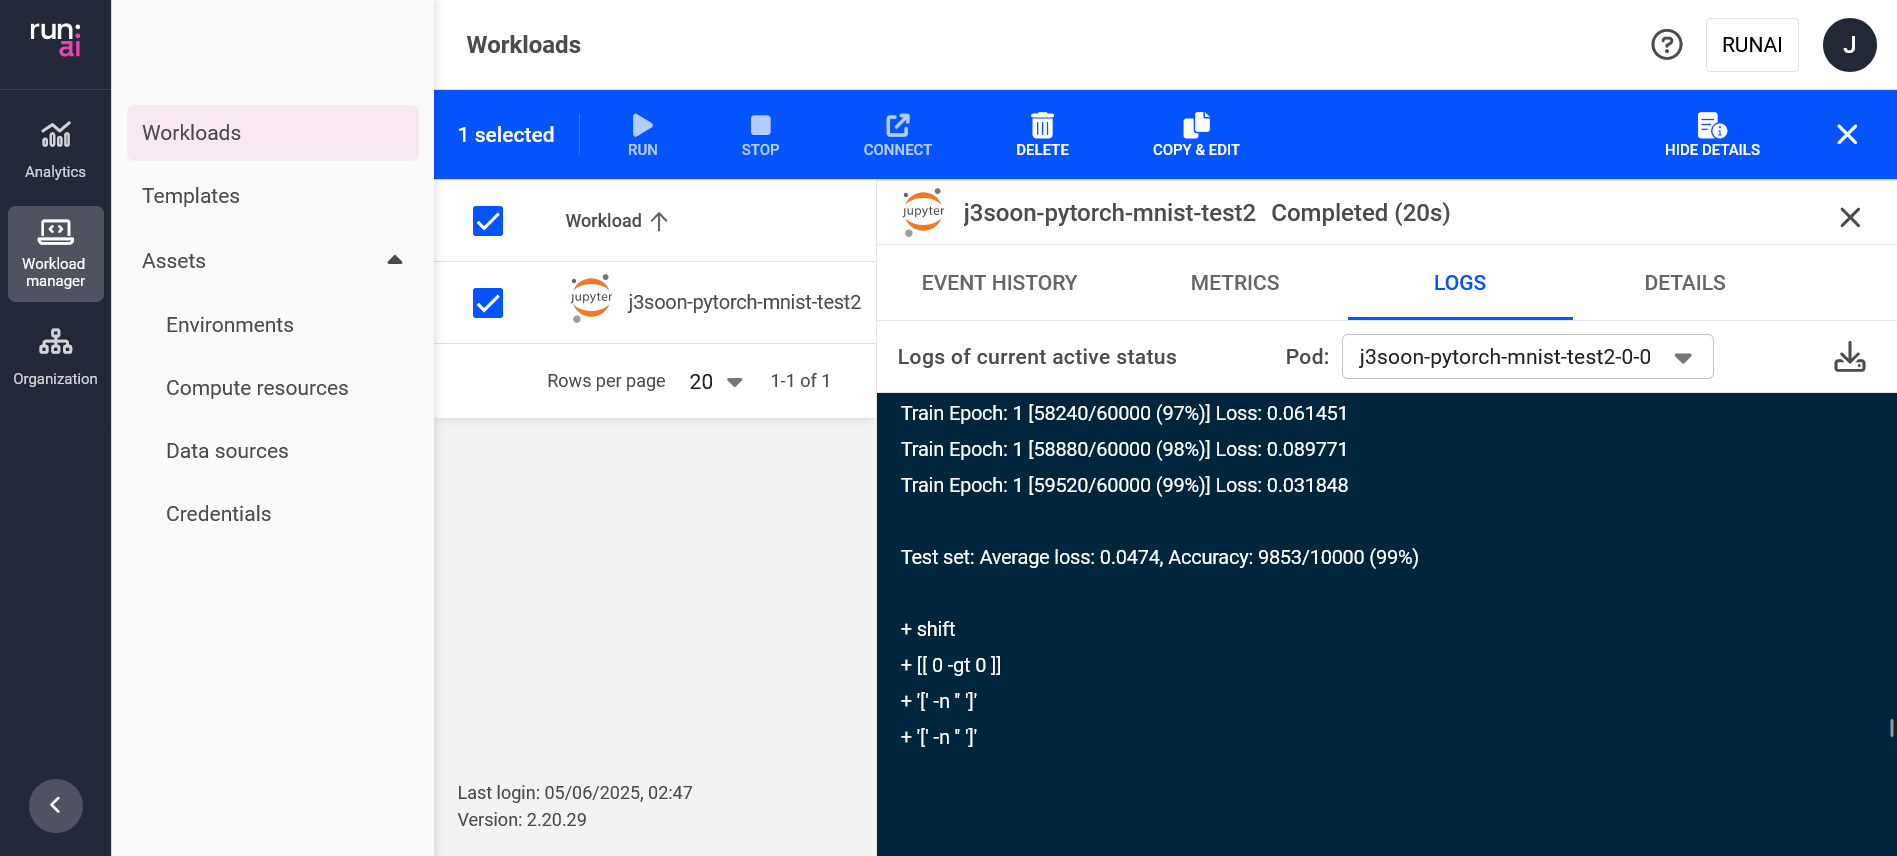 run:
ai
Analytics
Workload
manager
Organization
Workloads
Templates
Assets
Environments
Compute resources
Data sources
Credentials
Workloads
RUNAI
J
1 selected
RUN
STOP
CONNECT
DELETE
COPY & EDIT
HIDE DETAILS
Workload
jupyter
j3soon-pytorch-mnist-test2
Rows per page
20
1-1 of 1
Last login: 05/06/2025, 02:47
Version: 2.20.29
jupyter
j3soon-pytorch-mnist-test2 Completed (20s)
EVENT HISTORY
METRICS
LOGS
DETAILS
Logs of current active status
Pod:
j3soon-pytorch-mnist-test2-0-0
Train Epoch: 1 [58240/60000 (97%)] Loss: 0.061451
Train Epoch: 1 [58880/60000 (98%)] Loss: 0.089771
Train Epoch: 1 [59520/60000 (99%)] Loss: 0.031848
Test set: Average loss: 0.0474, Accuracy: 9853/10000 (99%)
+ shift
+ [[ 0 -gt 0 ]]
+ '[' -n '' ']'
+ '[' -n '' ']'